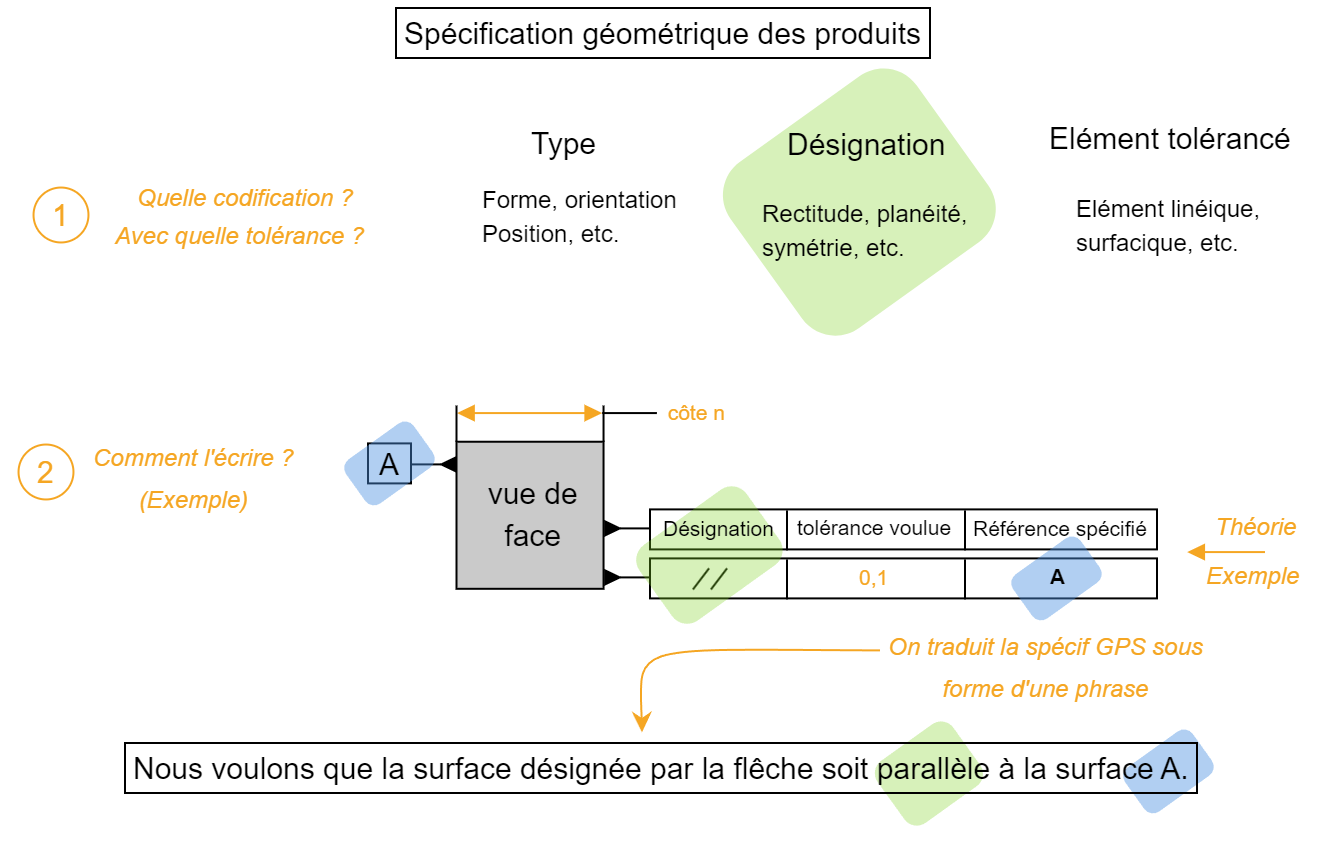 Spécification géométrique des produits
Type
Désignation
Elément tolérancé
1
Quelle codification ?
Avec quelle tolérance ?
Forme, orientation
Position, etc.
Rectitude, planéité,
symétrie, etc.
Elément linéique,
surfacique, etc.
côte n
2
Comment l'écrire ?
(Exemple)
A
vue de
face
Désignation
tolérance voulue
Référence spécifié
//
0,1
A
Théorie
Exemple
On traduit la spécif GPS sous
forme d'une phrase
Nous voulons que la surface désignée par la flêche soit parallèle à la surface A.